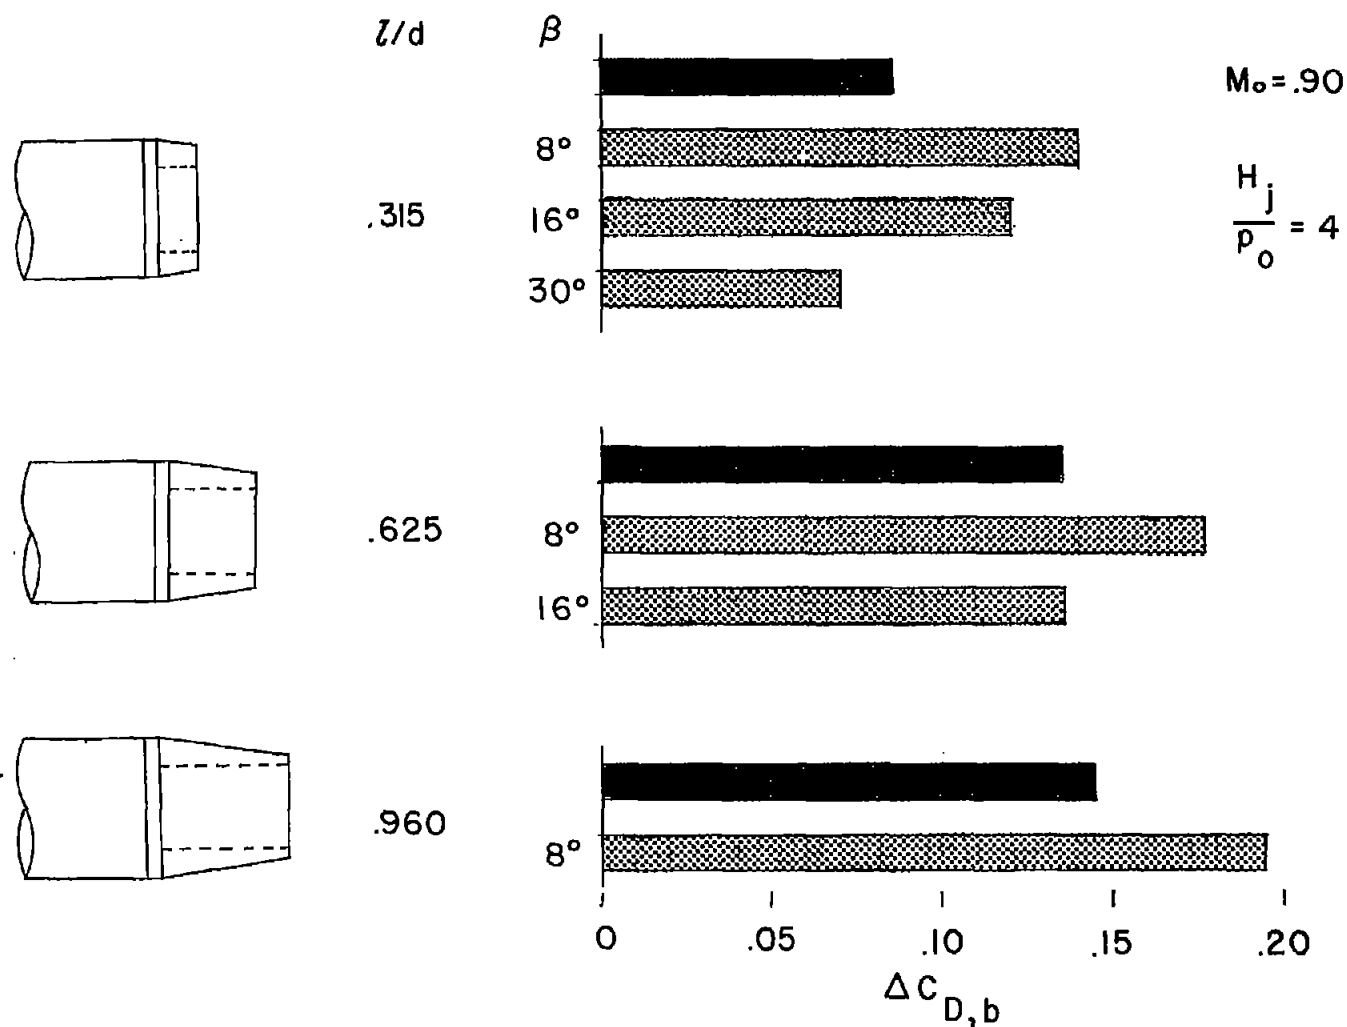 l/d β
M₀ = .90
8°
.315 16°
30°
H_j/p_o = 4
.625 8°
16°
.960
8°
0 .05 .10 .15 .20
ΔC_D,b